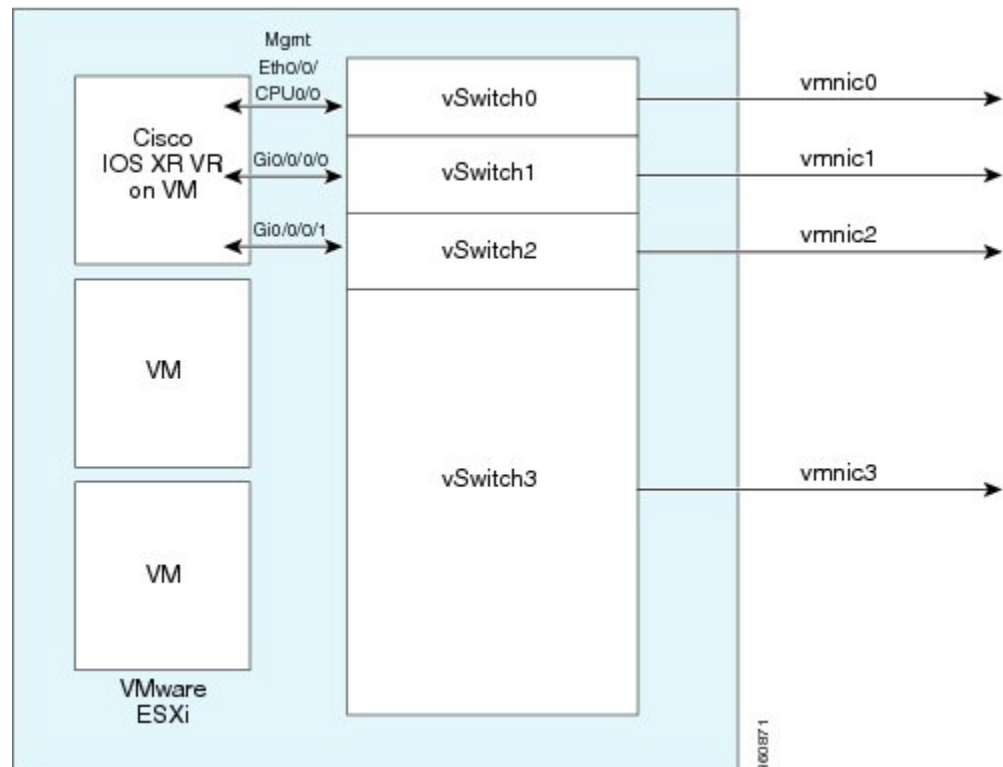 Mgmt
Eth0/0/
CPU0/0
Cisco
IOS XR VR
on VM
Gi0/0/0/0
Gi0/0/0/1
VM
VM
VMware
ESXi
vSwitch0
vSwitch1
vSwitch2
vSwitch3
vmnic0
vmnic1
vmnic2
vmnic3